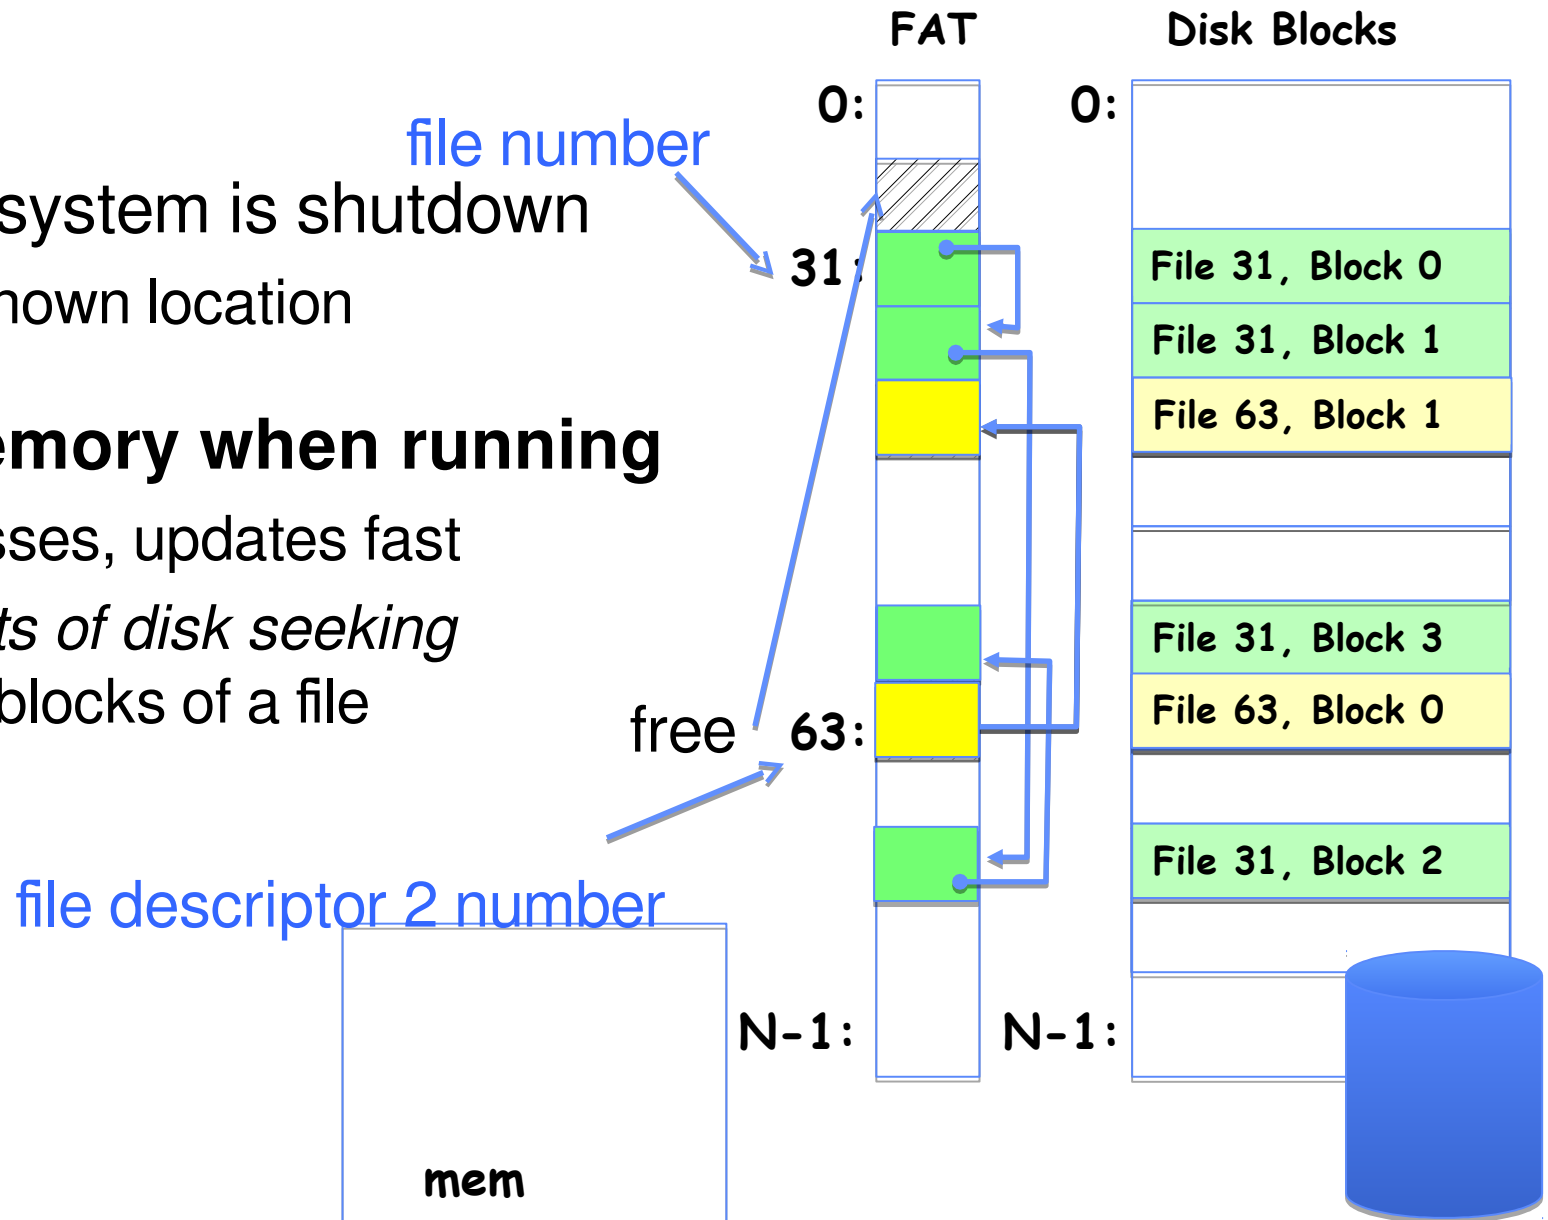 FAT
Disk Blocks
0:
0:
file number
system is shutdown
31:
File 31, Block 0
nown location
File 31, Block 1
File 63, Block 1
emory when running
sses, updates fast
ts of disk seeking
File 31, Block 3
blocks of a file
free
63:
File 63, Block 0
File 31, Block 2
file descriptor 2 number
N-1:
N-1:
mem